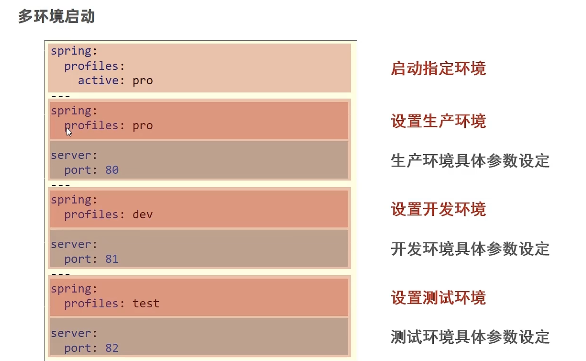 多环境启动
spring:
  profiles:
    active: pro
启动指定环境
---
spring:
  profiles: pro
设置生产环境
server:
  port: 80
生产环境具体参数设定
---
spring:
  profiles: dev
设置开发环境
server:
  port: 81
开发环境具体参数设定
---
spring:
  profiles: test
设置测试环境
server:
  port: 82
测试环境具体参数设定